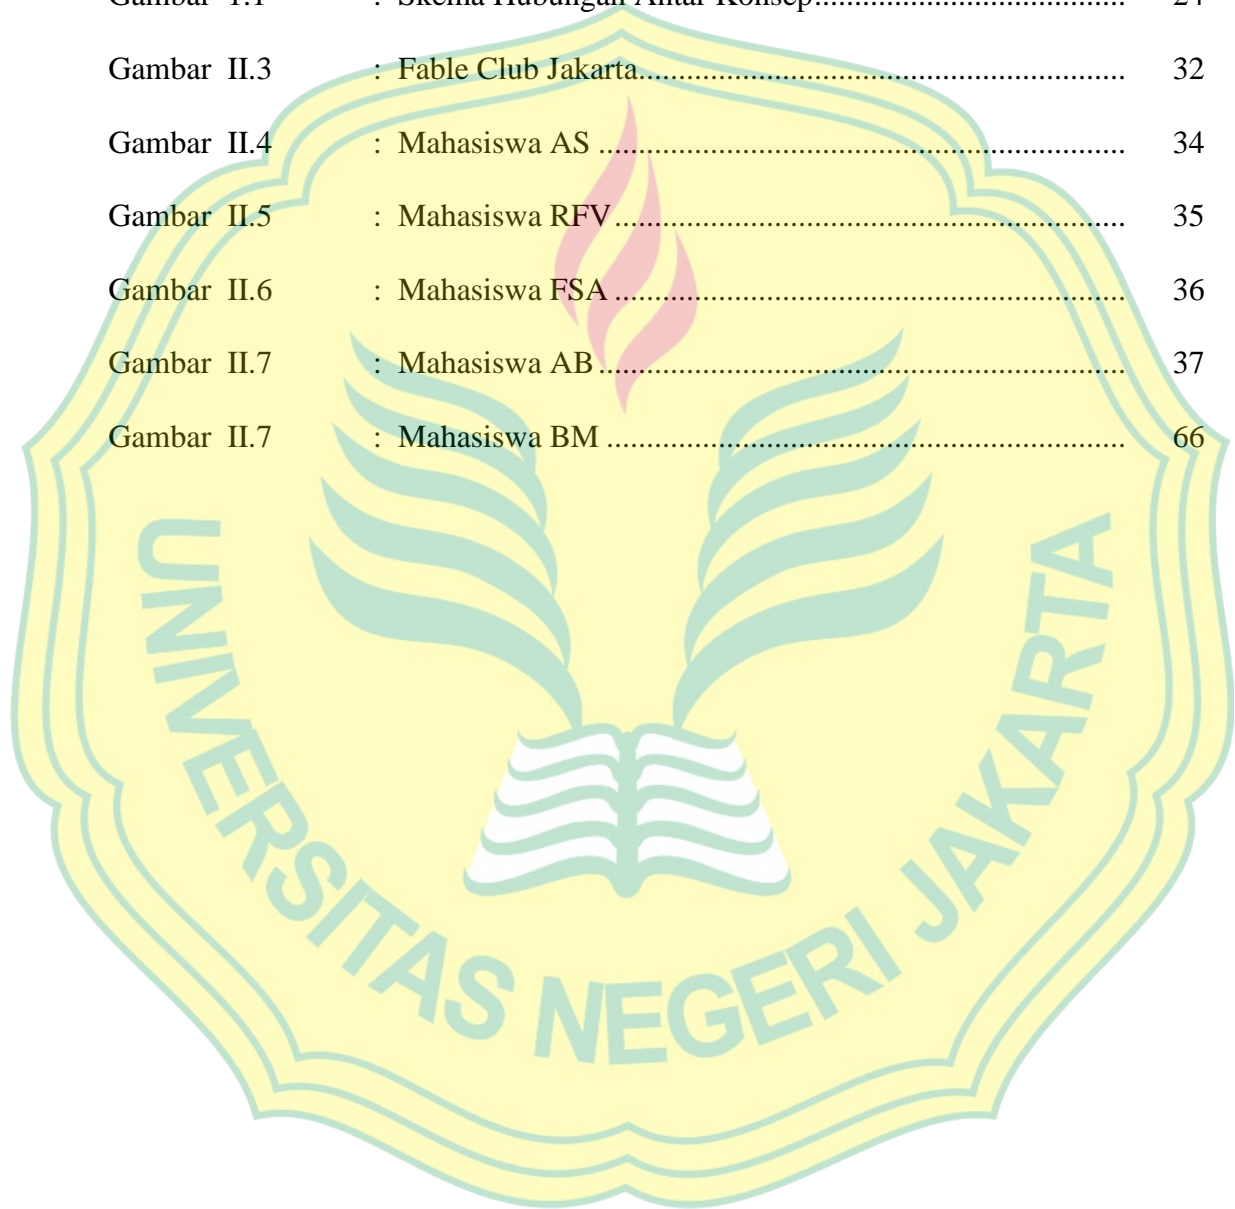 Gambar II.3 : Fable Club Jakarta.............................................................. 32
Gambar II.4 : Mahasiswa AS ................................................................... 34
Gambar II.5 : Mahasiswa RFV ................................................................. 35
Gambar II.6 : Mahasiswa FSA ................................................................. 36
Gambar II.7 : Mahasiswa AB ................................................................... 37
Gambar II.7 : Mahasiswa BM .................................................................. 66
UNIVERSITAS NEGERI JAKARTA